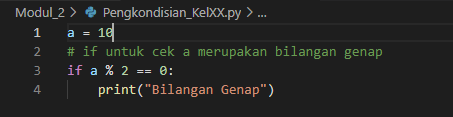 Modul_2 > Pengkondisian_KelXX.py > ...
1 a = 10
2 # if untuk cek a merupakan bilangan genap
3 if a % 2 == 0:
4     print("Bilangan Genap")